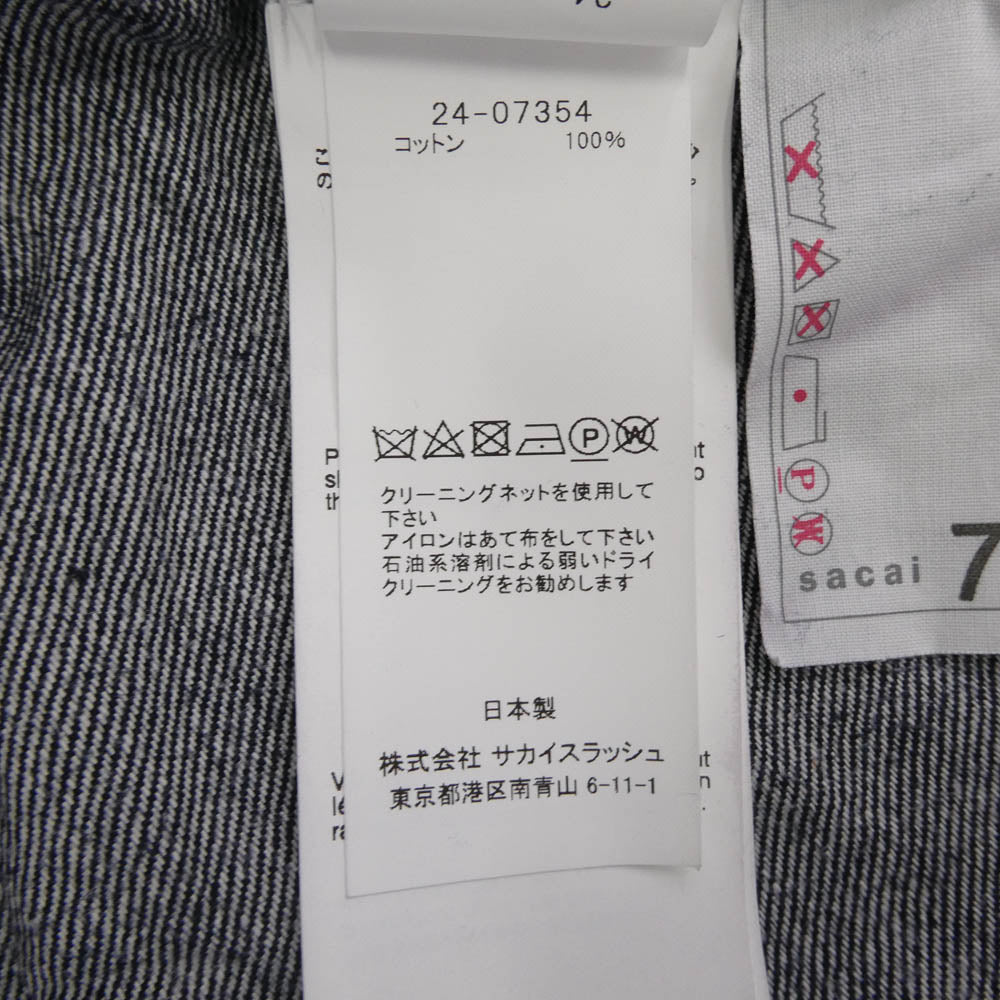 24-07354
コットン 100%
P W
クリーニングネットを使用して
下さい
アイロンはあて布をして下さい
石油系溶剤による弱いドライ
クリーニングをお勧めします
日本製
株式会社 サカイスラッシュ
東京都港区南青山 6-11-1
P
W
sacai 7